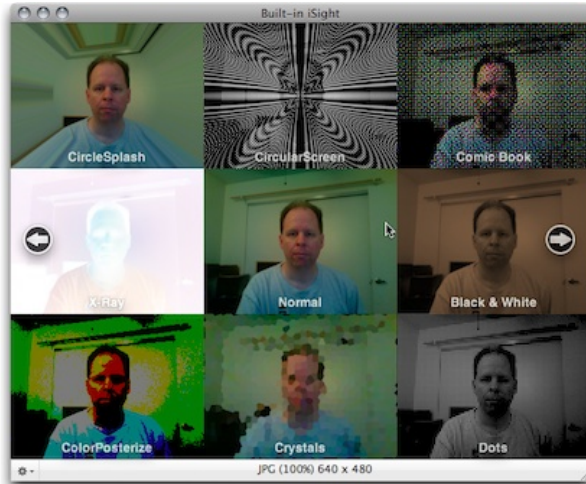 Built-in iSight
CircleSplash
CircularScreen
Comic Book
X-Ray
Normal
Black & White
ColorPosterize
Crystals
Dots
JPG (100%) 640 x 480